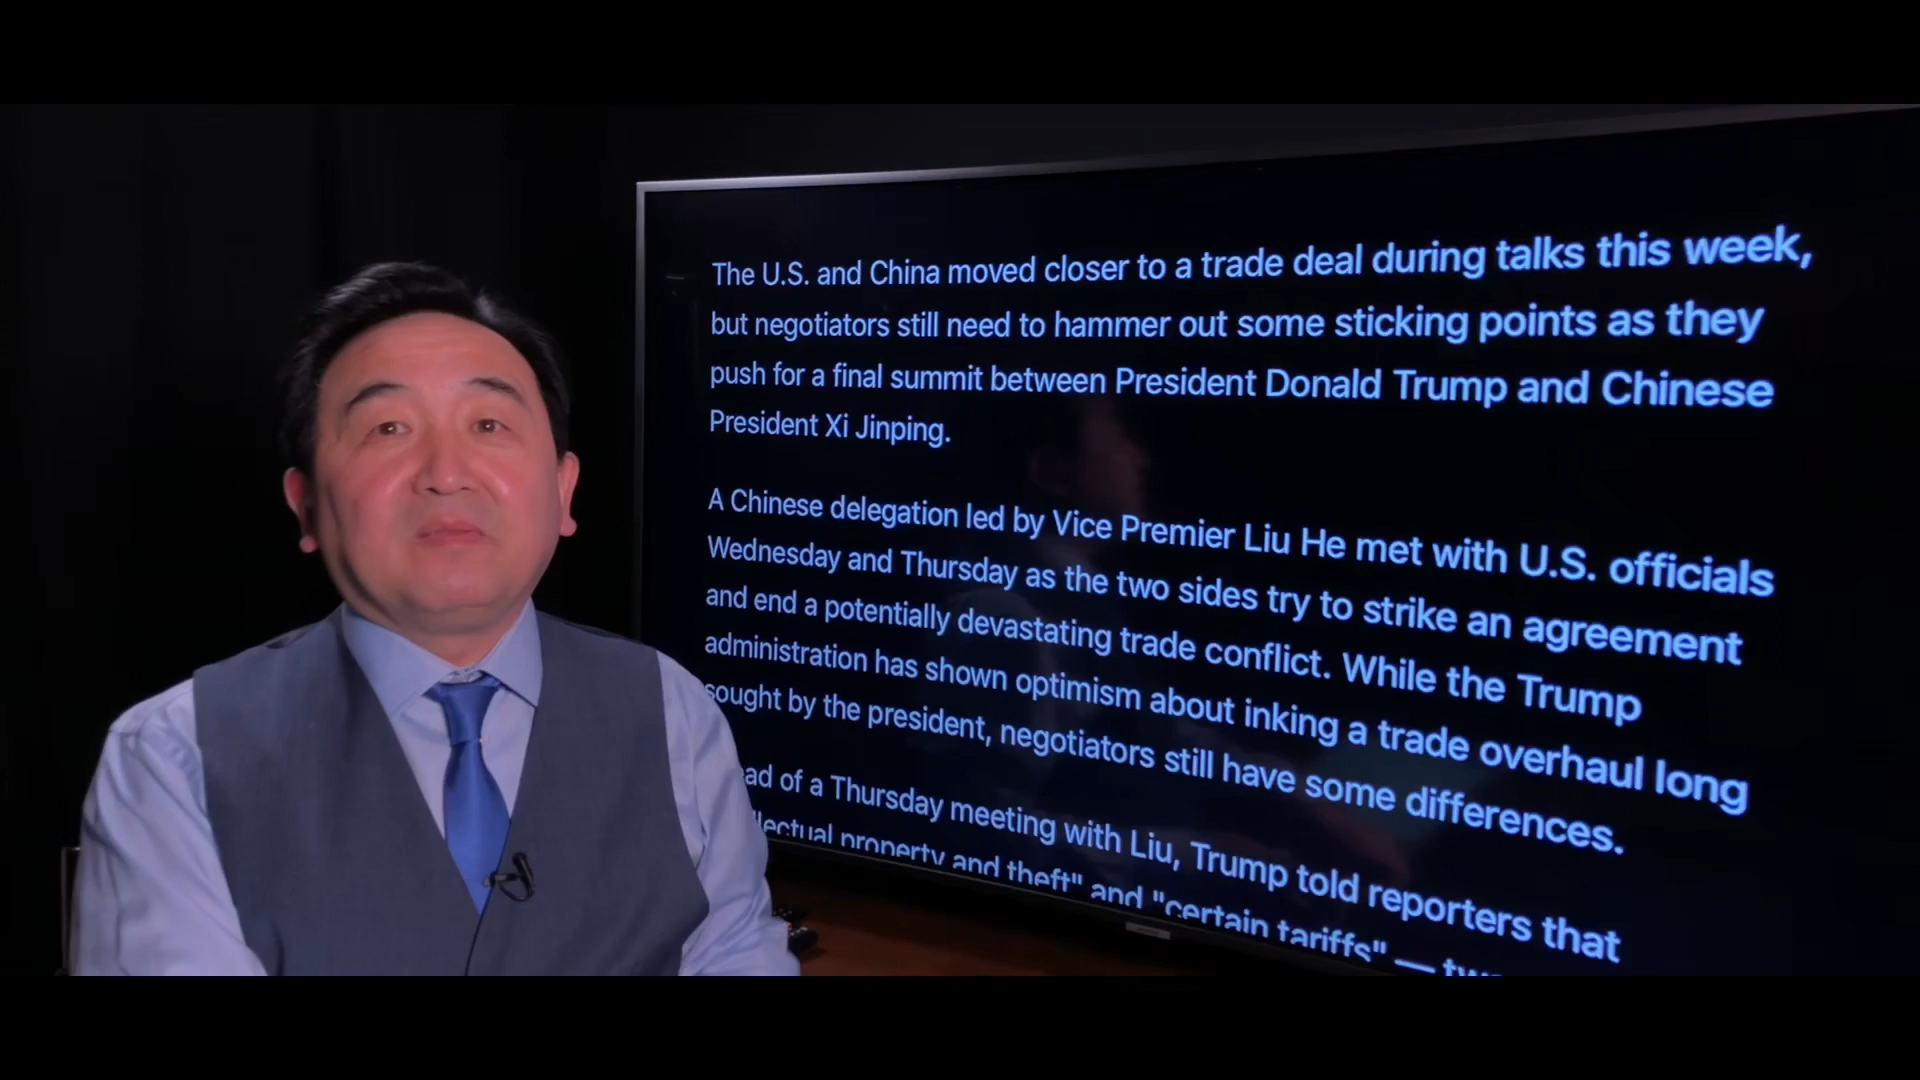 The U.S. and China moved closer to a trade deal during talks this week,
but negotiators still need to hammer out some sticking points as they
push for a final summit between President Donald Trump and Chinese
President Xi Jinping.
A Chinese delegation led by Vice Premier Liu He met with U.S. officials
Wednesday and Thursday as the two sides try to strike an agreement
and end a potentially devastating trade conflict. While the Trump
administration has shown optimism about inking a trade overhaul long
sought by the president, negotiators still have some differences.
of a Thursday meeting with Liu, Trump told reporters that
property and theft" and "certain tariffs" —